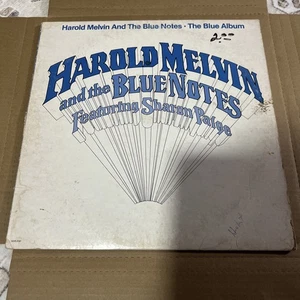 Harold Melvin And The Blue Notes • The Blue Album
2.00
HAROLD MELVIN
and the BLUE NOTES
Featuring Sharon Paige